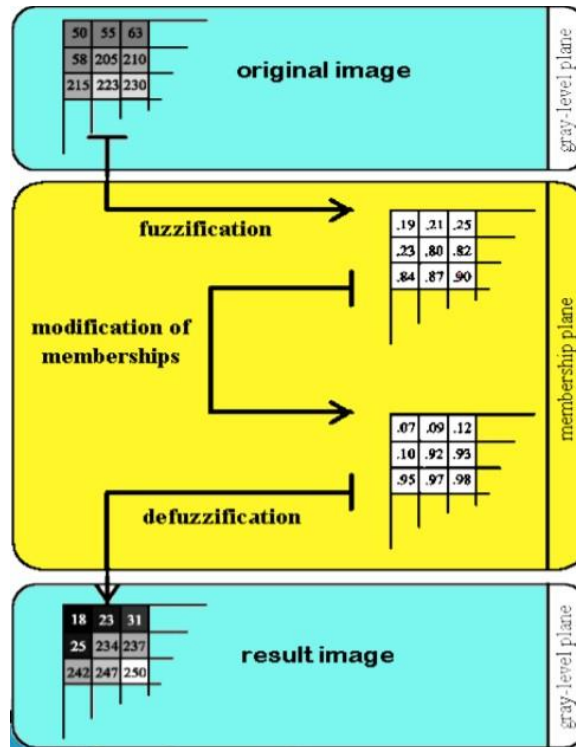 50 55 63
58 205 210
215 223 230
original image
gray-level plane
fuzzification
.19 .21 .25
.23 .80 .82
.84 .87 .90
modification of
memberships
membership plane
.07 .09 .12
.10 .92 .93
.95 .97 .98
defuzzification
18 23 31
25 234 237
242 247 250
result image
gray-level plane